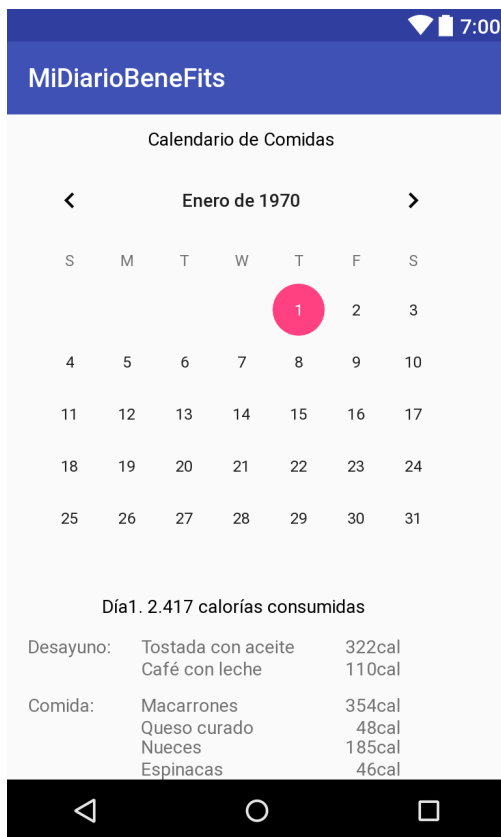 7:00
MiDiarioBeneFits
Calendario de Comidas
Enero de 1970
S M T W T F S
1 2 3
4 5 6 7 8 9 10
11 12 13 14 15 16 17
18 19 20 21 22 23 24
25 26 27 28 29 30 31
Día1. 2.417 calorías consumidas
Desayuno: Tostada con aceite 322cal
Café con leche 110cal
Comida: Macarrones 354cal
Queso curado 48cal
Nueces 185cal
Espinacas 46cal